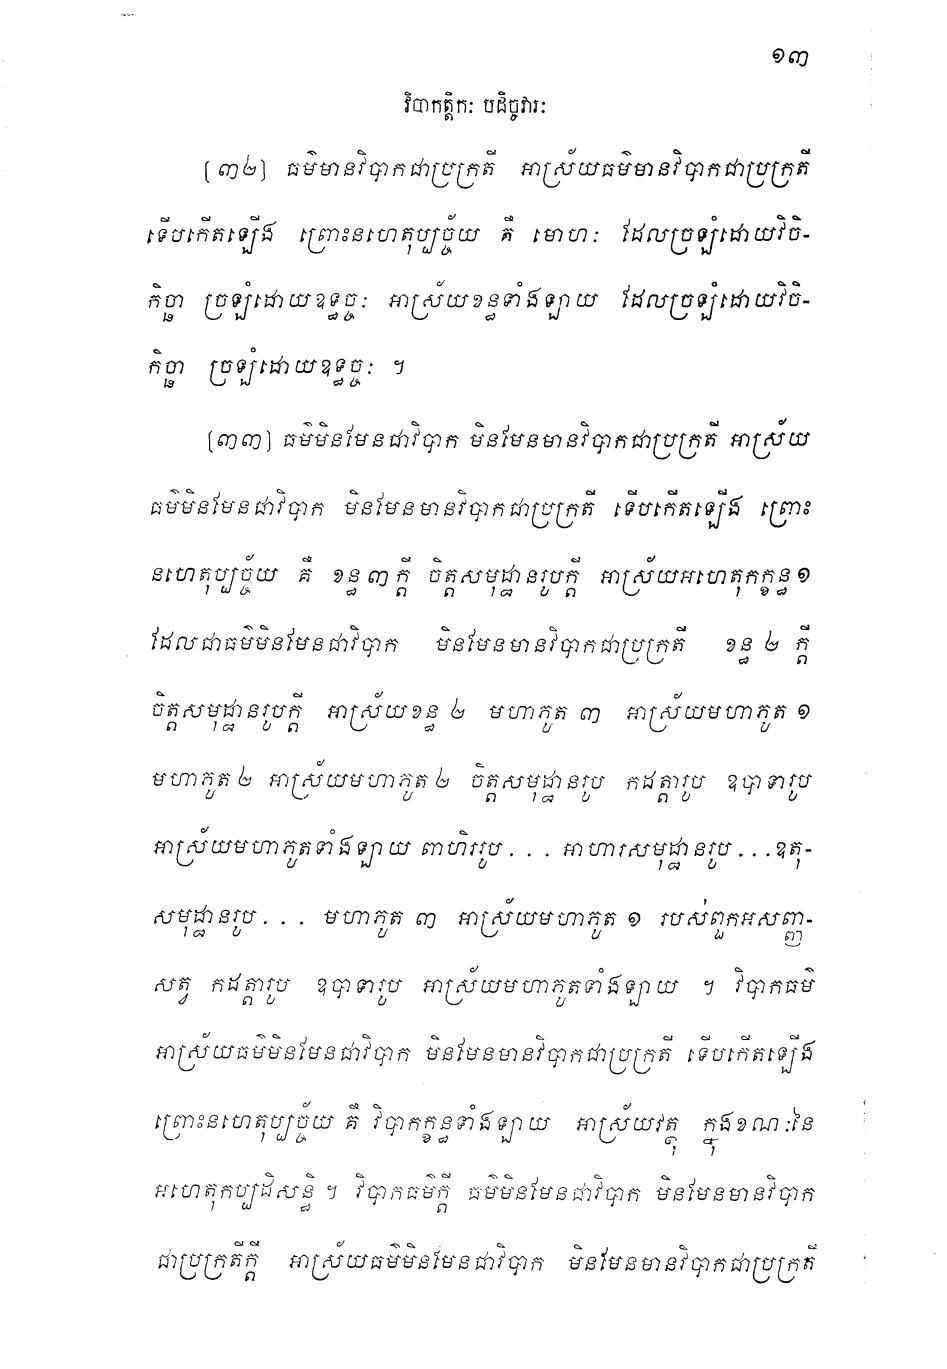 ១៣
វិបាកត្តិកៈ បដិច្ចវារៈ
(៣២) ធម៌មានវិបាកជាប្រក្រតី អាស្រ័យធម៌មានវិបាកជាប្រក្រតី
ទើបកើតឡើង ព្រោះនហេតុប្បច្ច័យ គឺ មោហៈ ដែលច្រឡំដោយវិចិ-
កិច្ឆា ច្រឡំដោយឧទ្ធច្ចៈ អាស្រ័យខន្ធទាំងឡាយ ដែលច្រឡំដោយវិចិ-
កិច្ឆា ច្រឡំដោយឧទ្ធច្ចៈ ។
(៣៣) ធម៌មិនមែនជាវិបាក មិនមែនមានវិបាកជាប្រក្រតី អាស្រ័យ
ធម៌មិនមែនជាវិបាក មិនមែនមានវិបាកជាប្រក្រតី ទើបកើតឡើង ព្រោះ
នហេតុប្បច្ច័យ គឺ ខន្ធ ៣ ក្តី ចិត្តសមុដ្ឋានរូបក្តី អាស្រ័យអហេតុកក្ខន្ធ ១
ដែលជាធម៌មិនមែនជាវិបាក មិនមែនមានវិបាកជាប្រក្រតី ខន្ធ ២ ក្តី
ចិត្តសមុដ្ឋានរូបក្តី អាស្រ័យខន្ធ ២ មហាភូត ៣ អាស្រ័យមហាភូត ១
មហាភូត ២ អាស្រ័យមហាភូត ២ ចិត្តសមុដ្ឋានរូប កដត្តារូប ឧបាទារូប
អាស្រ័យមហាភូតទាំងឡាយ ពាហិររូប . . . អាហារសមុដ្ឋានរូប . . . ឧតុ-
សមុដ្ឋានរូប . . . មហាភូត ៣ អាស្រ័យមហាភូត ១ របស់ពួកអសញ្ញ-
សត្វ កដត្តារូប ឧបាទារូប អាស្រ័យមហាភូតទាំងឡាយ ។ វិបាកធម៌
អាស្រ័យធម៌មិនមែនជាវិបាក មិនមែនមានវិបាកជាប្រក្រតី ទើបកើតឡើង
ព្រោះនហេតុប្បច្ច័យ គឺ វិបាកក្ខន្ធទាំងឡាយ អាស្រ័យវត្ថុ ក្នុងខណៈនៃ
អហេតុកប្បដិសន្ធិ ។ វិបាកធម៌ក្តី ធម៌មិនមែនជាវិបាក មិនមែនមានវិបាក
ជាប្រក្រតីក្តី អាស្រ័យធម៌មិនមែនជាវិបាក មិនមែនមានវិបាកជាប្រក្រតី